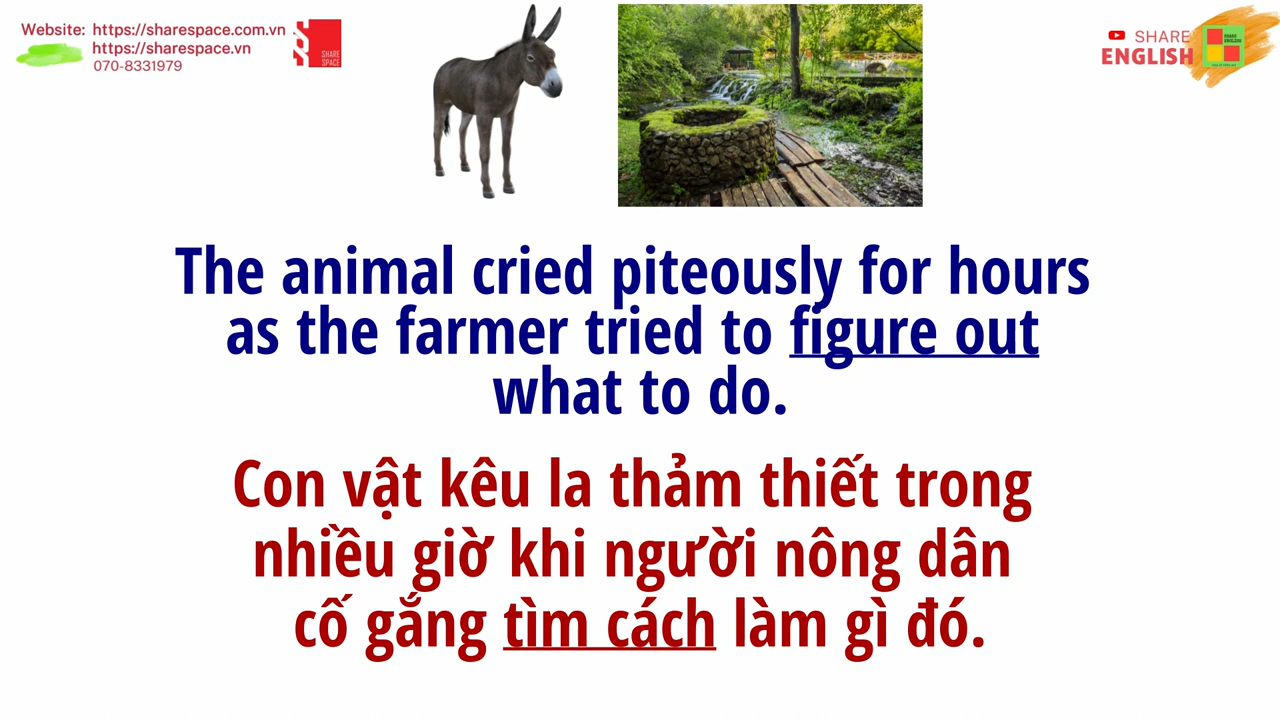 Website: https://sharespace.com.vn
https://sharespace.vn
070-8331979
SHARE
SPACE
SHARE
ENGLISH
The animal cried piteously for hours
as the farmer tried to figure out
what to do.
Con vật kêu la thảm thiết trong
nhiều giờ khi người nông dân
cố gắng tìm cách làm gì đó.